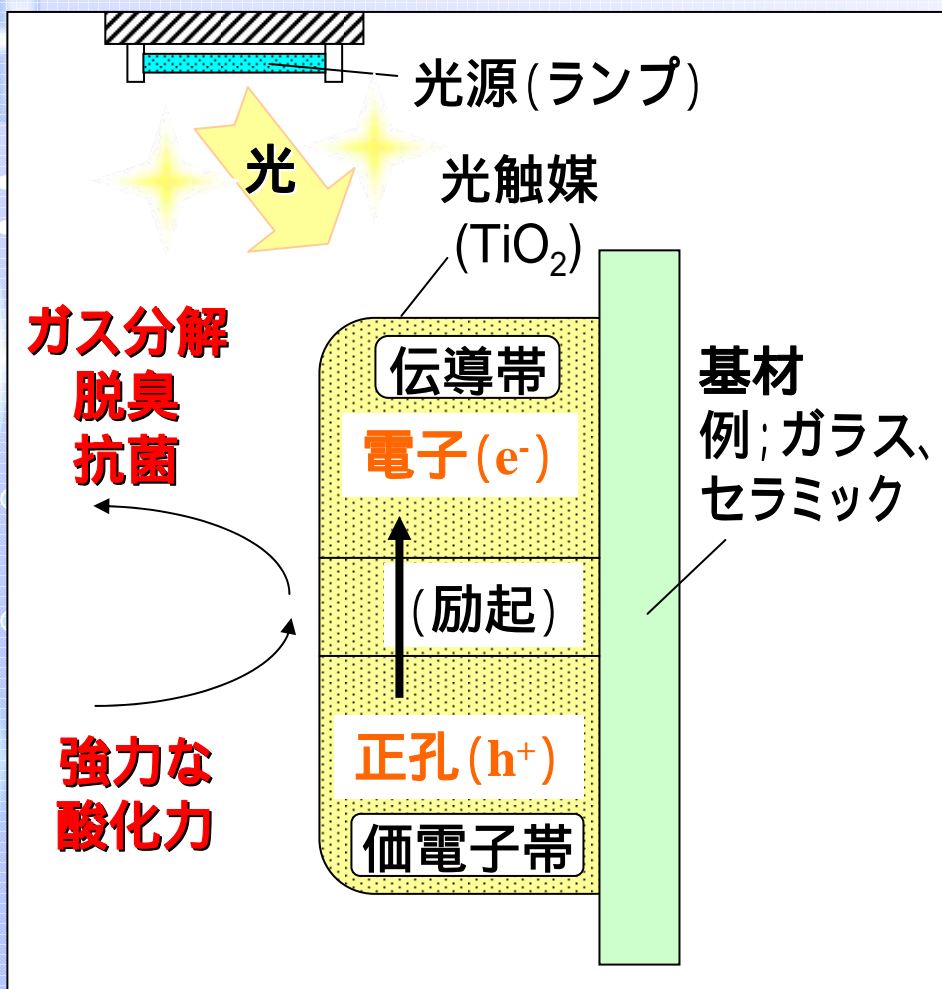 光源(ランプ)
光
光触媒
(TiO₂)
ガス分解
脱臭
抗菌
伝導帯
電子(e⁻)
基材
例;ガラス、
セラミック
(励起)
強力な
酸化力
正孔(h⁺)
価電子帯